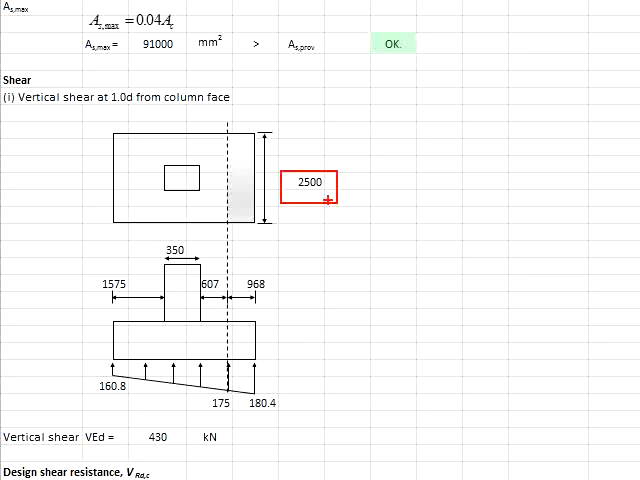 As,max
As,max = 0.04Ac
As,max = 91000 mm² > As,prov OK.
Shear
(i) Vertical shear at 1.0d from column face
2500
350
1575 607 968
160.8
175 180.4
Vertical shear VEd = 430 kN
Design shear resistance, VRd,c